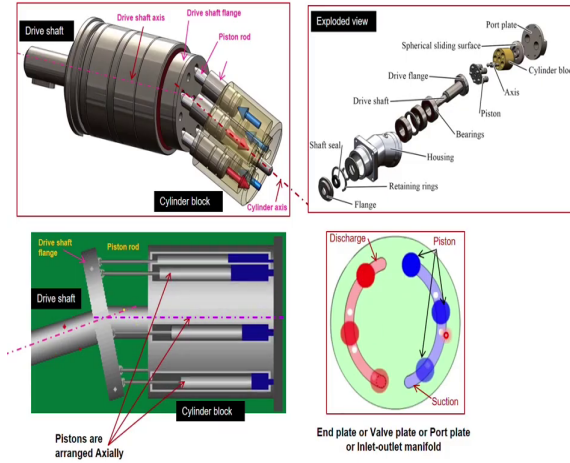 Drive shaft
Drive shaft axis
Drive shaft flange
Piston rod
Cylinder block
Cylinder axis
Exploded view
Port plate
Spherical sliding surface
Drive flange
Cylinder block
Drive shaft
Axis
Piston
Bearings
Shaft seal
Housing
Retaining rings
Flange
Drive shaft
flange
Piston rod
Drive shaft
Cylinder block
Pistons are
arranged Axially
Discharge
Piston
Suction
End plate or Valve plate or Port plate
or Inlet-outlet manifold